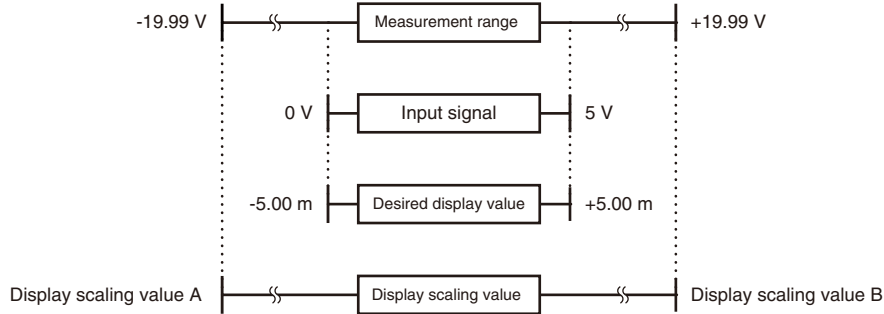 -19.99 V Measurement range +19.99 V
0 V Input signal 5 V
-5.00 m Desired display value +5.00 m
Display scaling value A Display scaling value Display scaling value B